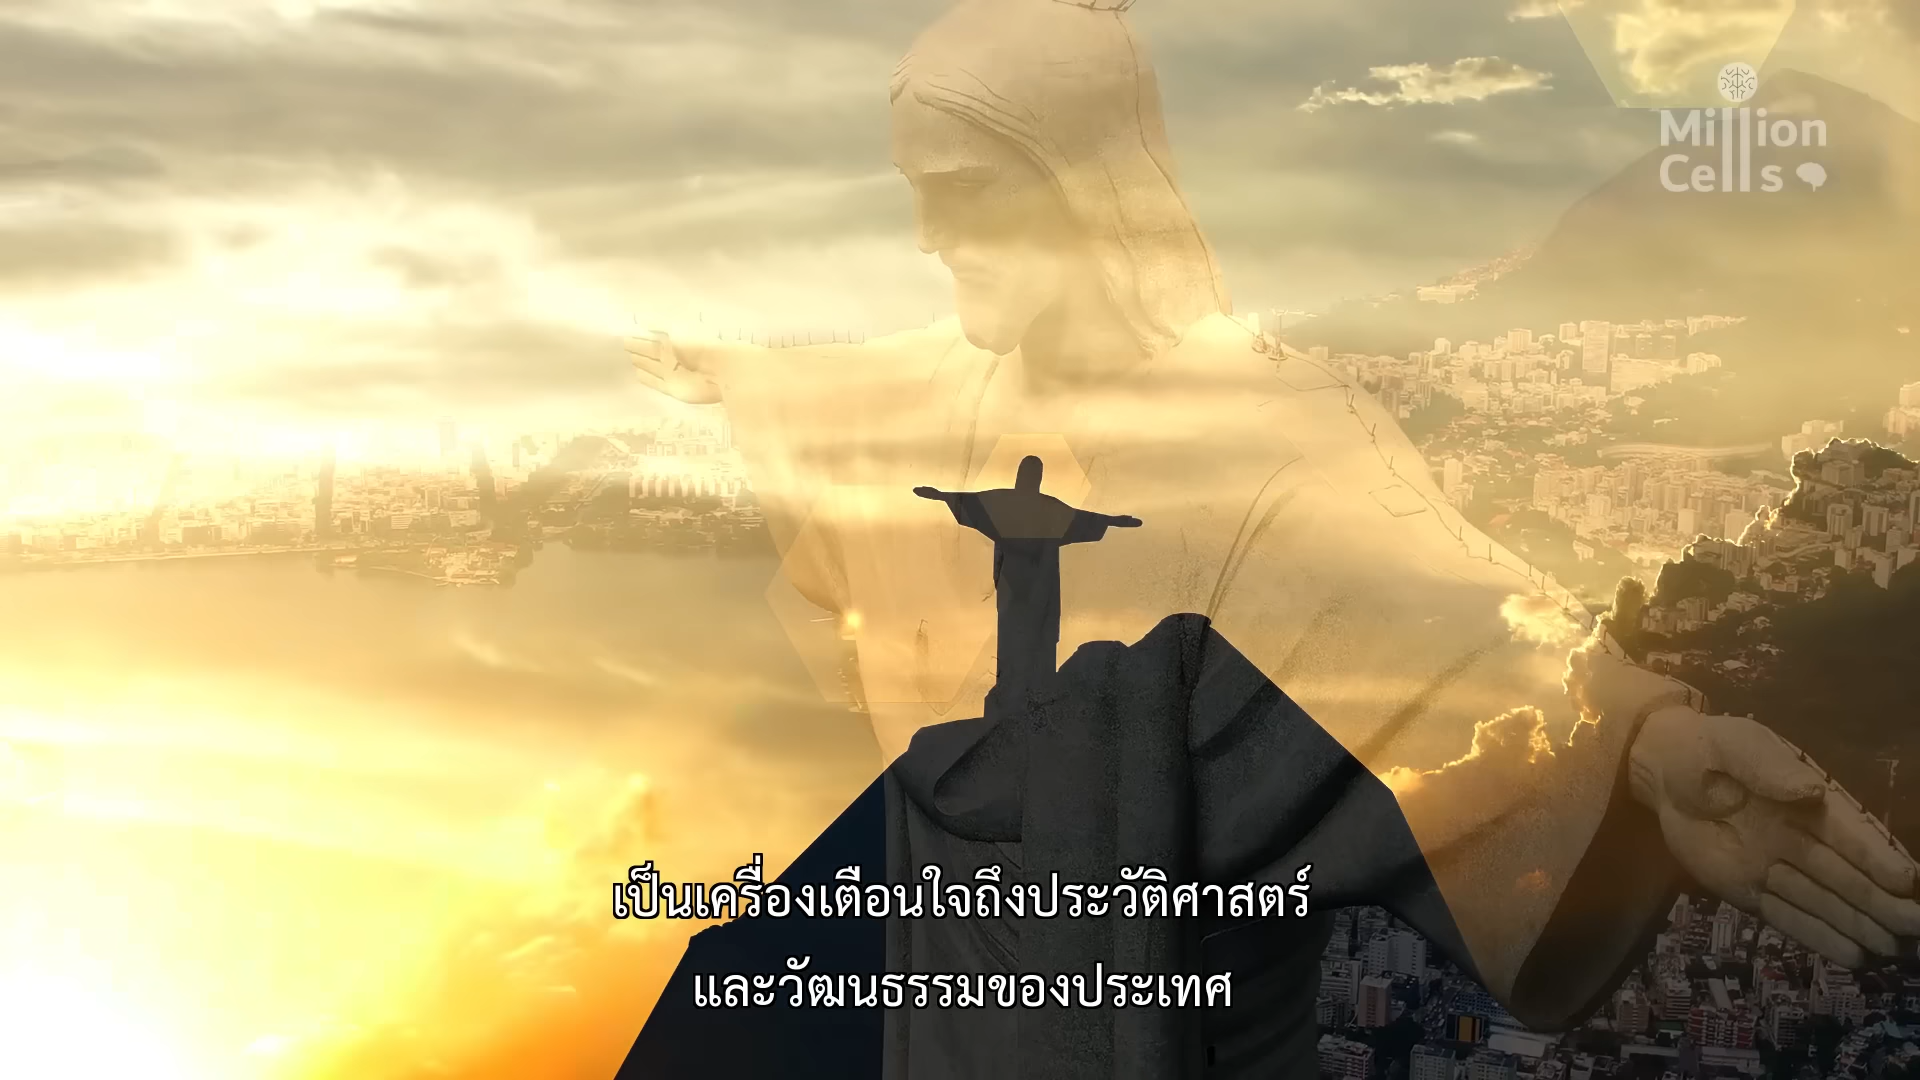 Million
Cells
เป็นเครื่องเตือนใจถึงประวัติศาสตร์
และวัฒนธรรมของประเทศ